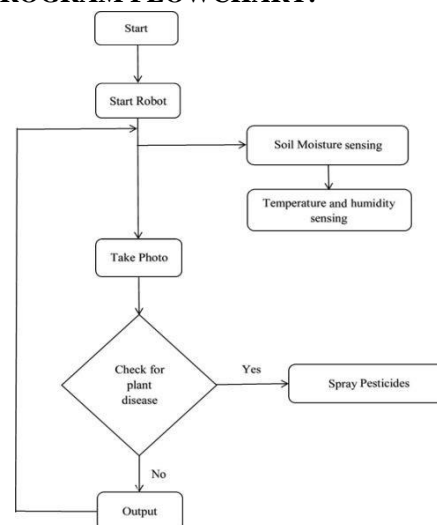 Start
Start Robot
Soil Moisture sensing
Temperature and humidity
sensing
Take Photo
Check for
plant
disease
Yes
Spray Pesticides
No
Output